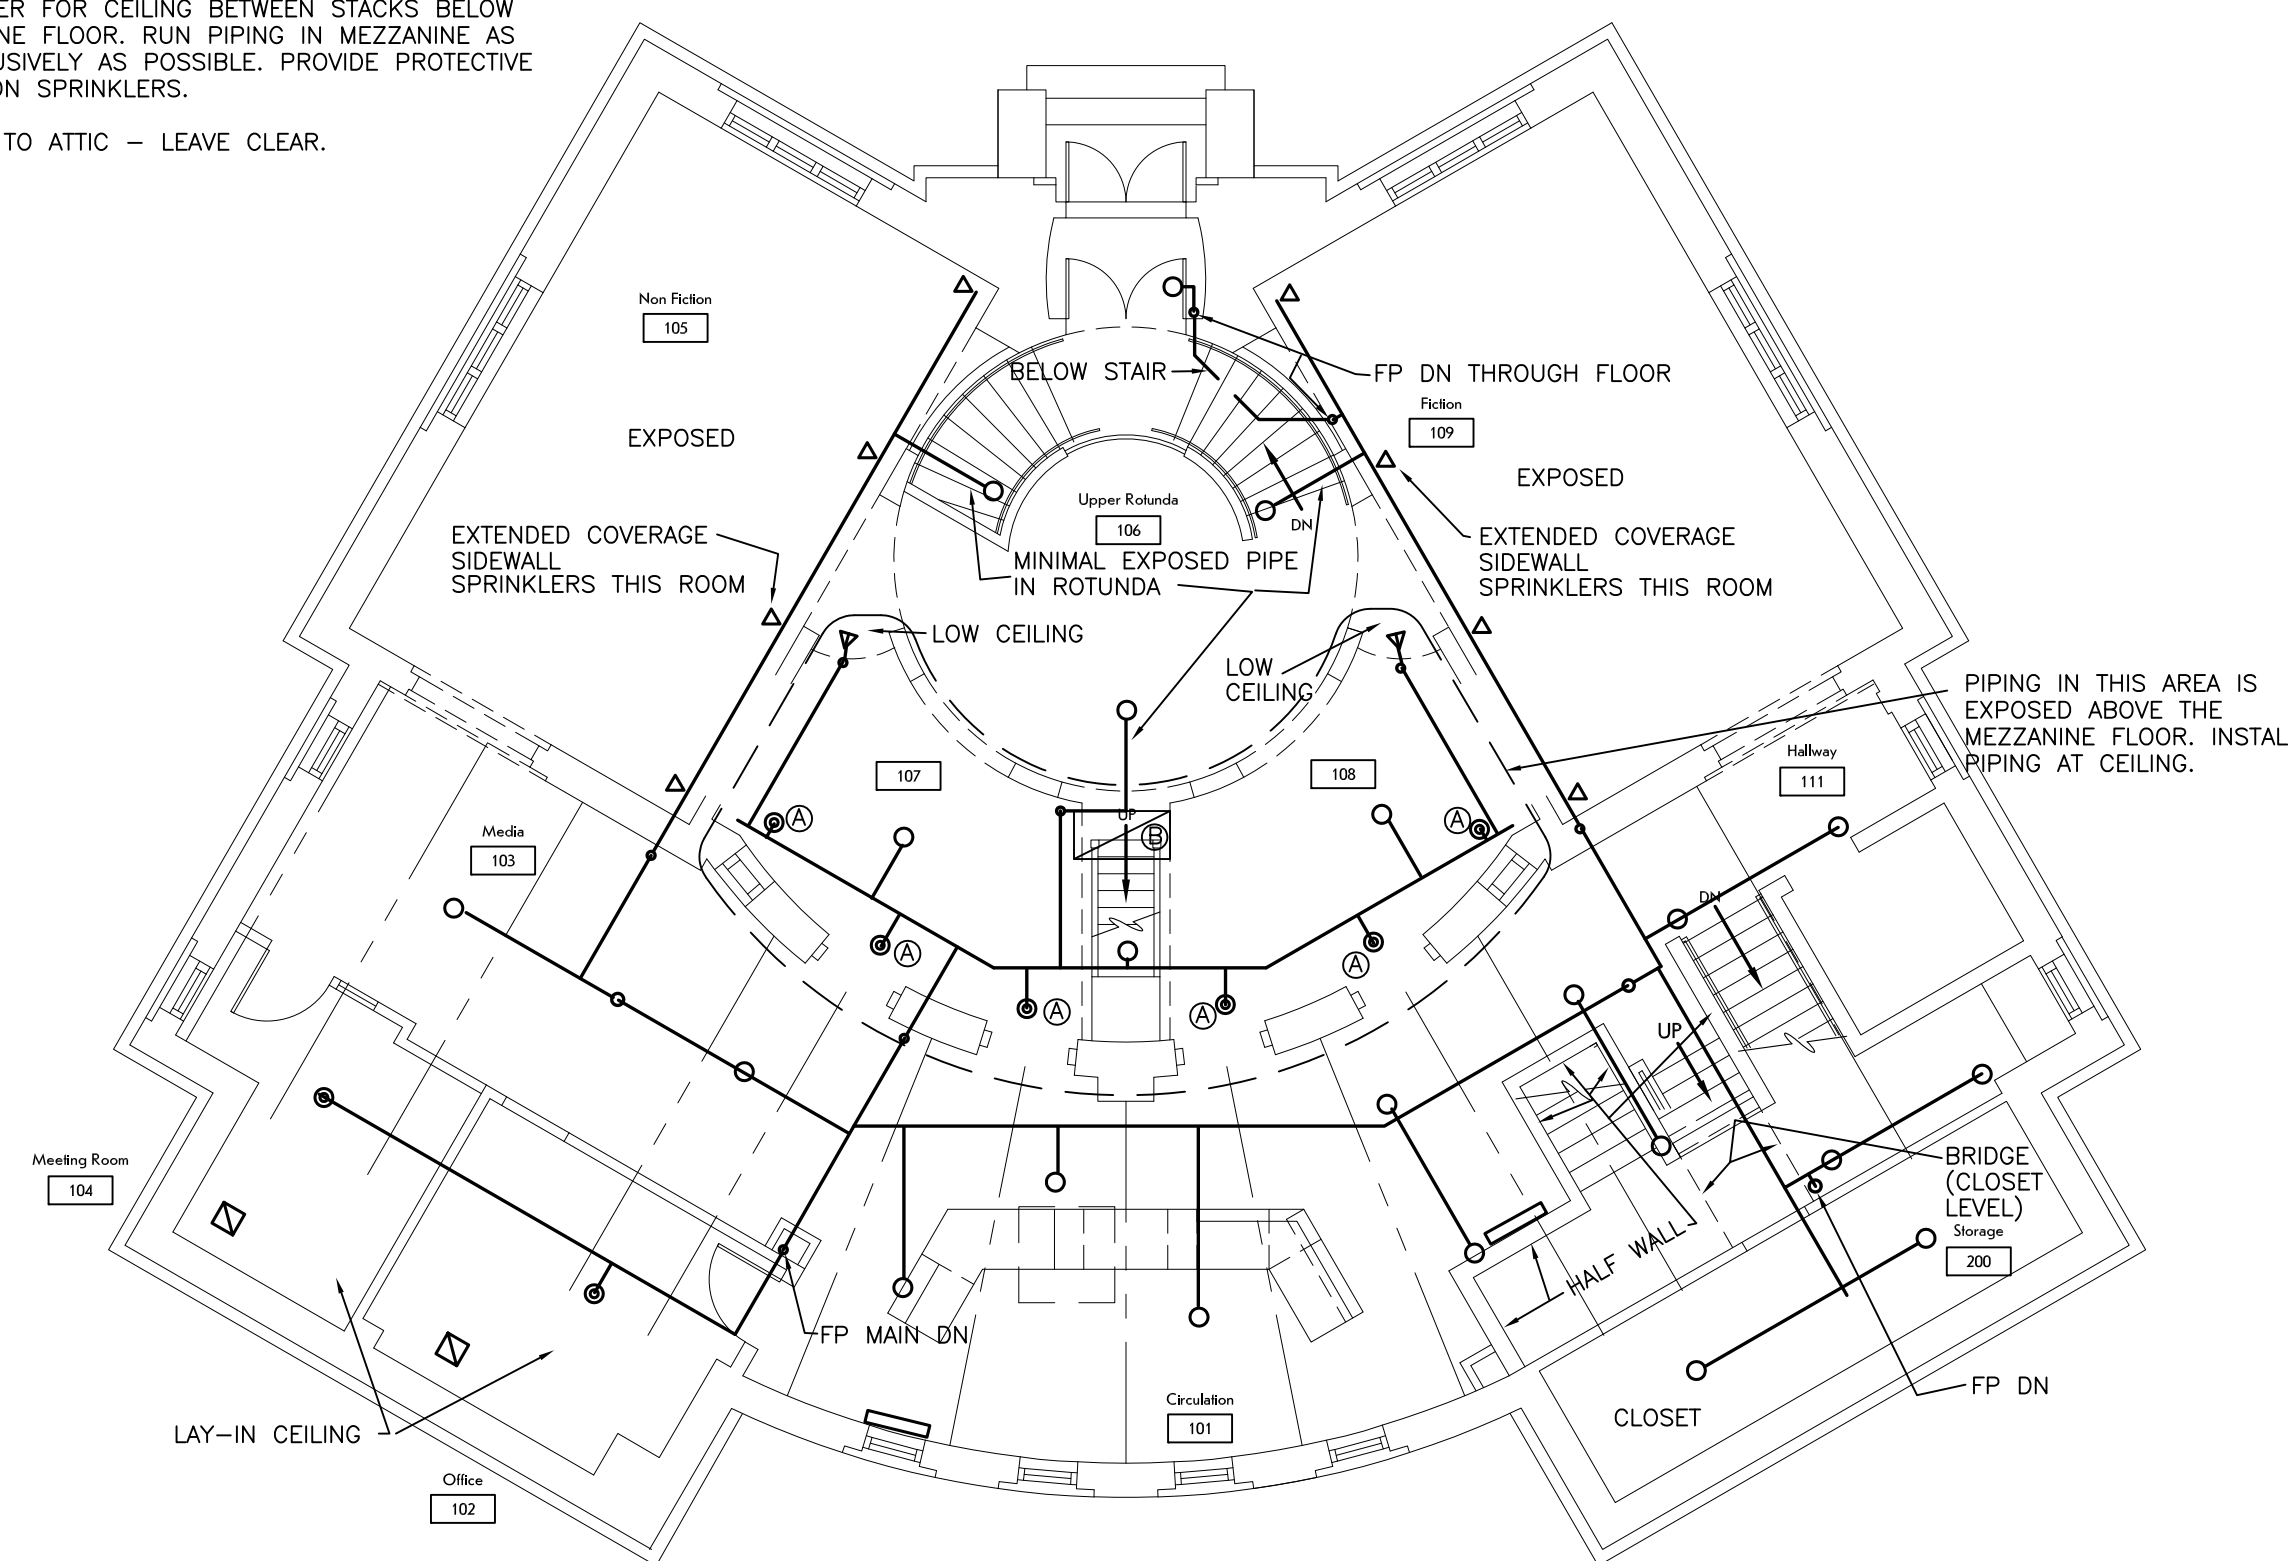 ER FOR CEILING BETWEEN STACKS BELOW
NE FLOOR. RUN PIPING IN MEZZANINE AS
USIVELY AS POSSIBLE. PROVIDE PROTECTIVE
ON SPRINKLERS.
TO ATTIC – LEAVE CLEAR.
Non Fiction
105
EXPOSED
BELOW STAIR
FP DN THROUGH FLOOR
Fiction
109
EXPOSED
Upper Rotunda
106
DN
EXTENDED COVERAGE
SIDEWALL
SPRINKLERS THIS ROOM
MINIMAL EXPOSED PIPE
IN ROTUNDA
EXTENDED COVERAGE
SIDEWALL
SPRINKLERS THIS ROOM
LOW CEILING
LOW
CEILING
PIPING IN THIS AREA IS
EXPOSED ABOVE THE
MEZZANINE FLOOR. INSTAL
PIPING AT CEILING.
Hallway
111
107
108
UP
B
A
A
Media
103
DN
A
A
A
A
UP
Meeting Room
104
BRIDGE
(CLOSET
LEVEL)
Storage
200
HALF WALL
FP MAIN DN
FP DN
Circulation
101
CLOSET
LAY–IN CEILING
Office
102